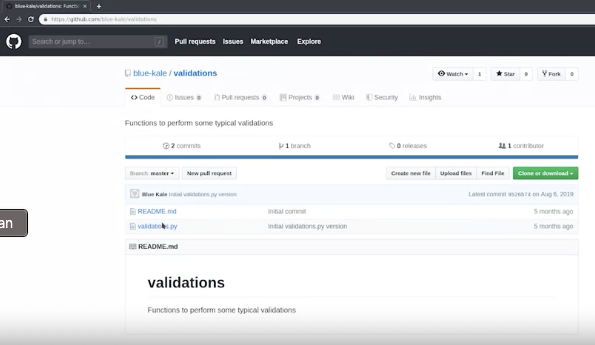 blue-kale/validations: Functi
https://github.com/blue-kale/validations
Search or jump to...
/
Pull requests Issues Marketplace Explore
blue-kale / validations
Watch 1 Star 0 Fork 0
Code Issues 0 Pull requests 0 Projects 0 Wiki Security Insights
Functions to perform some typical validations
2 commits 1 branch 0 releases 1 contributor
Branch: master New pull request Create new file Upload files Find File Clone or download
Blue Kale Initial validations.py version Latest commit on Aug 6, 2019
README.md Initial commit 5 months ago
an
validations.py Initial validations.py version 5 months ago
README.md
validations
Functions to perform some typical validations